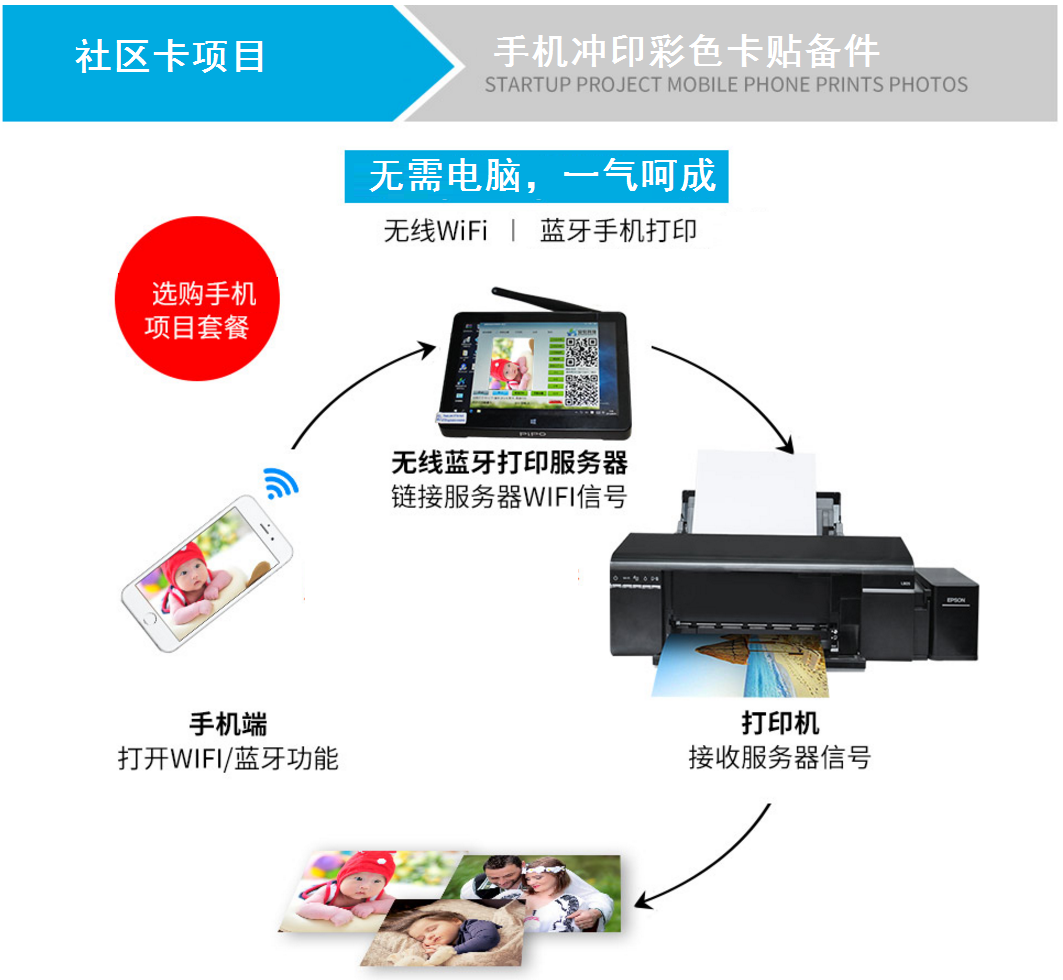 社区卡项目
手机冲印彩色卡贴备件
STARTUP PROJECT MOBILE PHONE PRINTS PHOTOS
无需电脑，一气呵成
无线WiFi | 蓝牙手机打印
选购手机
项目套餐
PIPO
无线蓝牙打印服务器
链接服务器WIFI信号
EPSON
手机端
打开WIFI/蓝牙功能
打印机
接收服务器信号